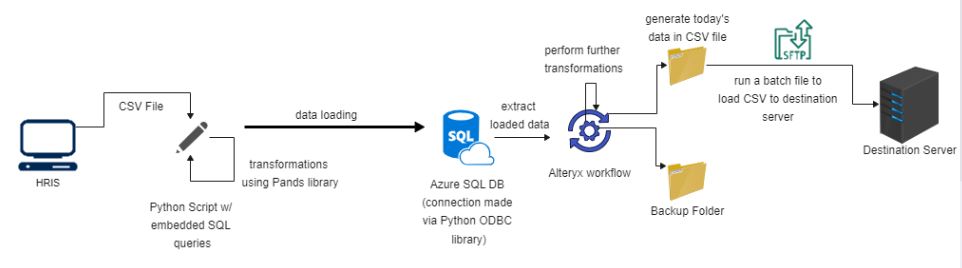 HRIS
CSV File
transformations
using Pands library
Python Script w/
embedded SQL
queries
data loading
SQL
Azure SQL DB
(connection made
via Python ODBC
library)
extract
loaded data
perform further
transformations
Alteryx workflow
generate today's
data in CSV file
Backup Folder
SFTP
run a batch file to
load CSV to destination
server
Destination Server